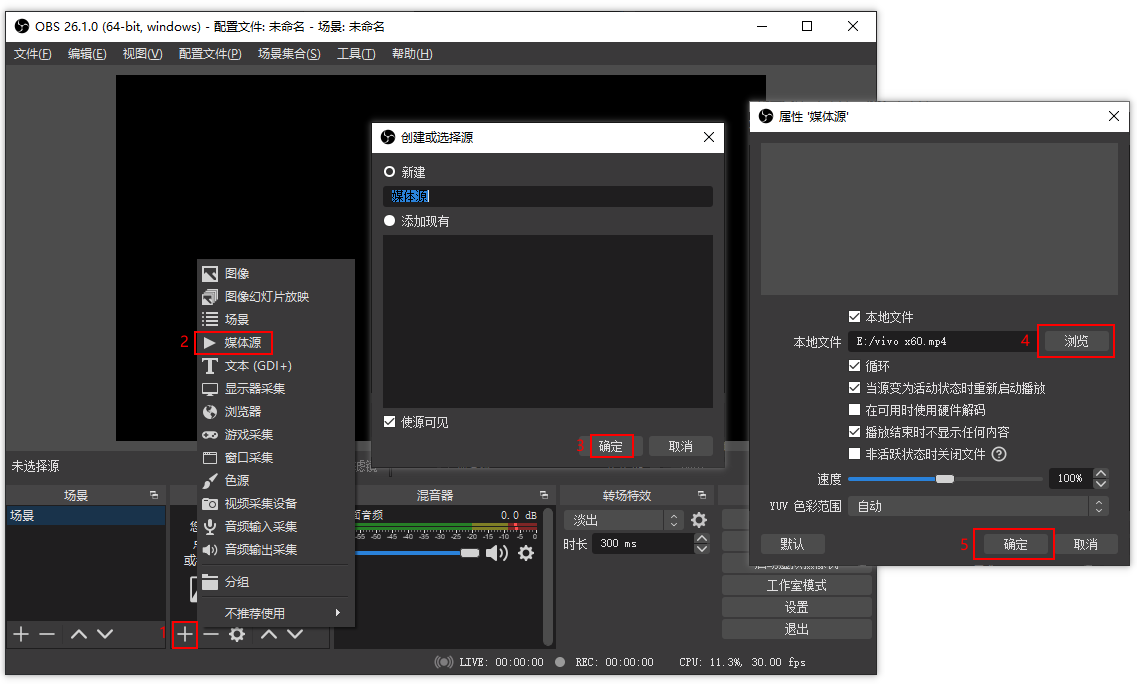 OBS 26.1.0 (64-bit, windows) - 配置文件: 未命名 - 场景: 未命名
文件(F) 编辑(E) 视图(V) 配置文件(P) 场景集合(S) 工具(T) 帮助(H)
创建或选择源
新建
媒体源
添加现有
使源可见
3 确定 取消
属性 '媒体源'
本地文件
本地文件 E:/vivo x60.mp4 4 浏览
循环
当源变为活动状态时重新启动播放
在可用时使用硬件解码
播放结束时不显示任何内容
非活跃状态时关闭文件 ?
速度 100%
YUV 色彩范围 自动
默认 5 确定 取消
图像
图像幻灯片放映
场景
2 媒体源
文本 (GDI+)
显示器采集
浏览器
游戏采集
窗口采集
色源
视频采集设备
音频输入采集
音频输出采集
分组
不推荐使用
未选择源
场景
场景
1
混音器
音频 0.0 dB
-55 -50 -45 -40 -35 -30 -25 -20 -15 -10 -5 0
转场特效
淡出
时长 300 ms
工作室模式
设置
退出
LIVE: 00:00:00 REC: 00:00:00 CPU: 11.3%, 30.00 fps